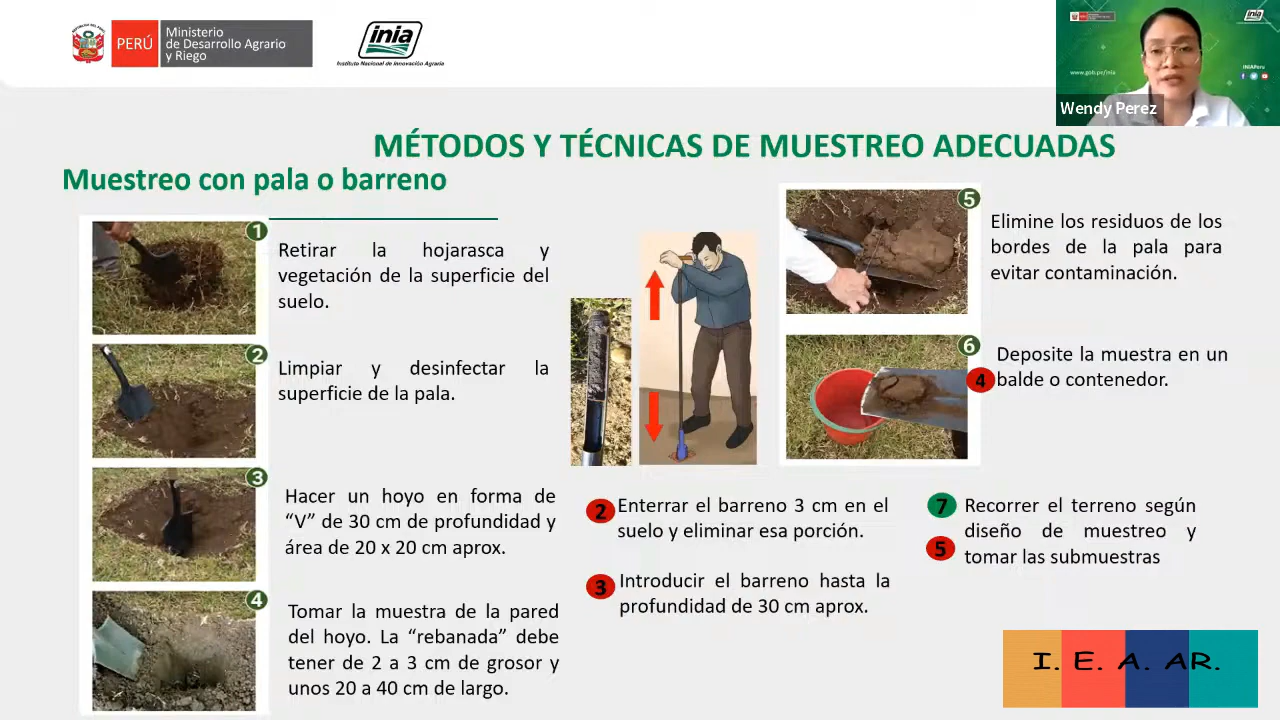 PERÚ
Ministerio
de Desarrollo Agrario
y Riego
inia
Instituto Nacional de Innovación Agraria
www.gob.pe/inia
inia
INIAPeru
Wendy Perez
MÉTODOS Y TÉCNICAS DE MUESTREO ADECUADAS
Muestreo con pala o barreno
1
Retirar la hojarasca y
vegetación de la superficie del
suelo.
2
Limpiar y desinfectar la
superficie de la pala.
3
Hacer un hoyo en forma de
“V” de 30 cm de profundidad y
área de 20 x 20 cm aprox.
4
Tomar la muestra de la pared
del hoyo. La “rebanada” debe
tener de 2 a 3 cm de grosor y
unos 20 a 40 cm de largo.
2
Enterrar el barreno 3 cm en el
suelo y eliminar esa porción.
3
Introducir el barreno hasta la
profundidad de 30 cm aprox.
5
Elimine los residuos de los
bordes de la pala para
evitar contaminación.
6
4
Deposite la muestra en un
balde o contenedor.
7
5
Recorrer el terreno según
diseño de muestreo y
tomar las submuestras
I. E. A. AR.